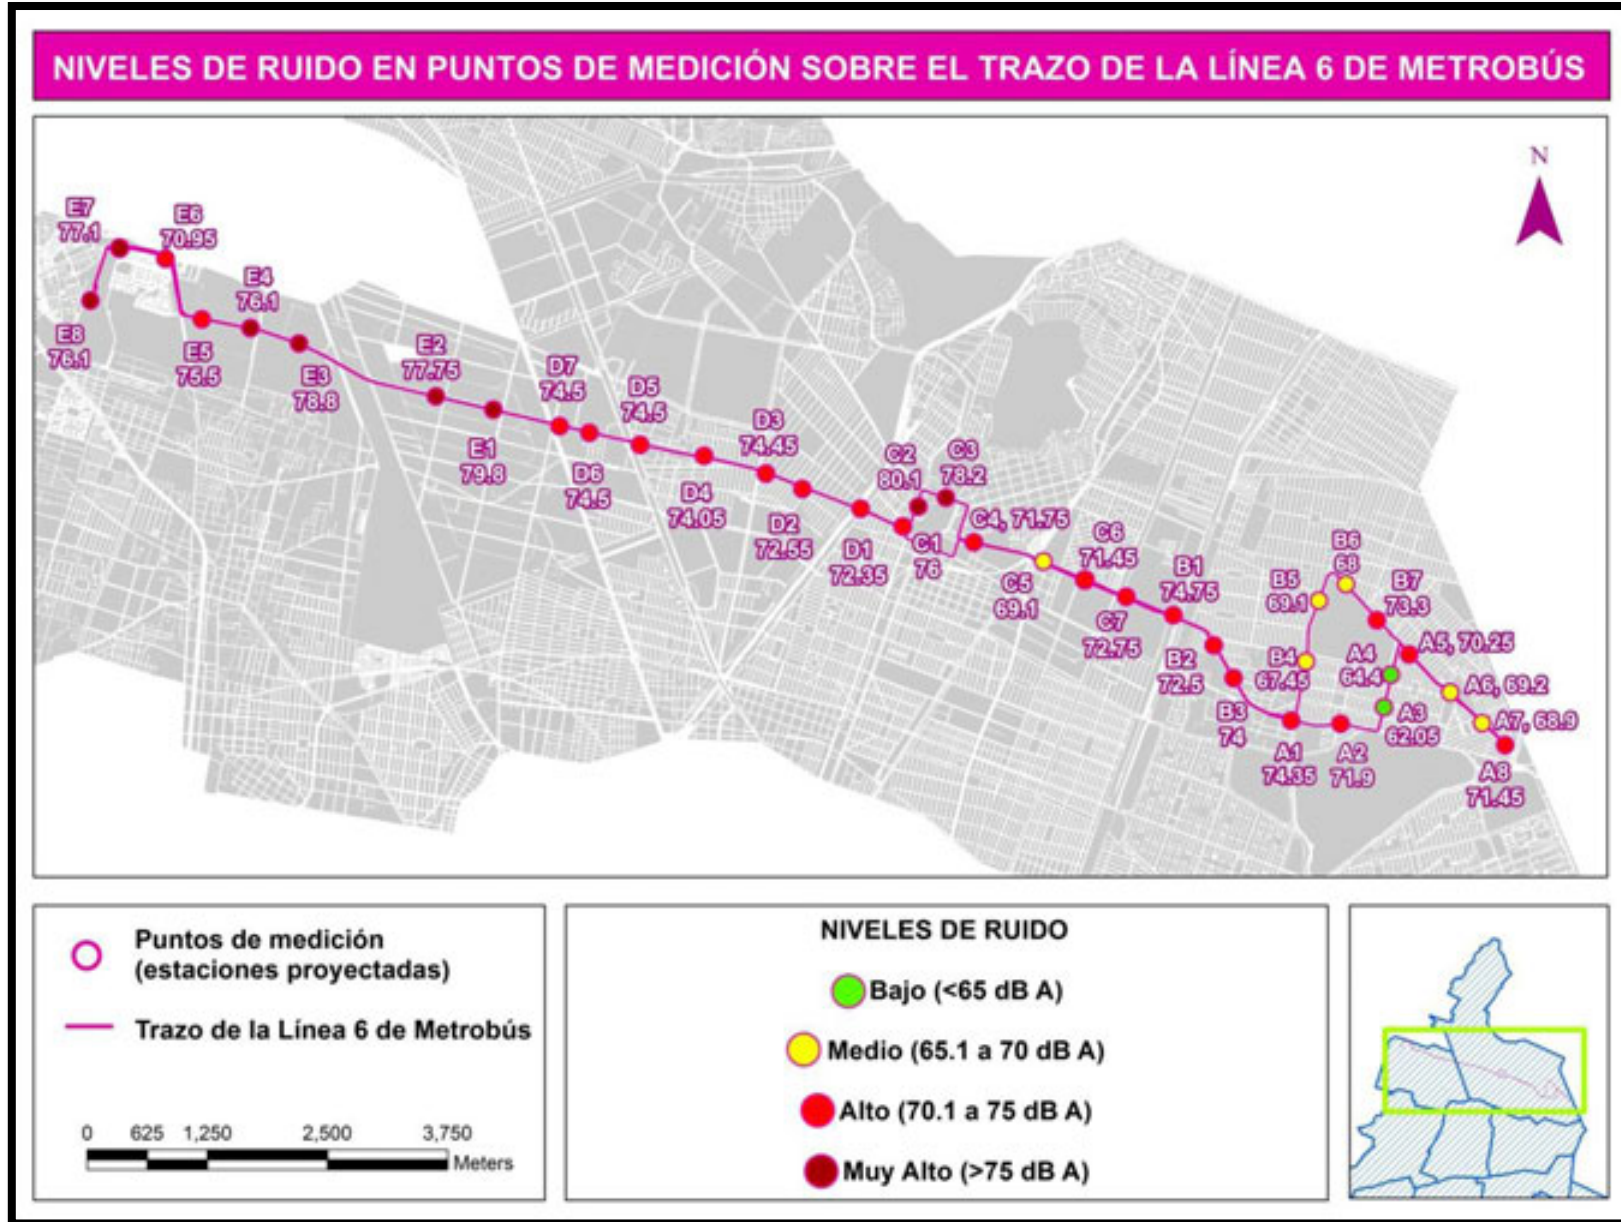 NIVELES DE RUIDO EN PUNTOS DE MEDICIÓN SOBRE EL TRAZO DE LA LÍNEA 6 DE METROBÚS
N
E7
77.1
E6
70.95
E8
76.1
E4
76.1
E5
75.5
E3
78.8
E2
77.75
E1
79.8
D7
74.5
D6
74.5
D5
74.5
D4
74.05
D3
74.45
D2
72.55
D1
72.35
C2
80.1
C3
78.2
C1
76
C4, 71.75
C5
69.1
C6
71.45
C7
72.75
B1
74.75
B2
72.5
B3
74
B4
67.45
B5
69.1
B6
68
B7
73.3
A5, 70.25
A4
64.4
A6, 69.2
A3
62.05
A7, 68.9
A1
74.35
A2
71.9
A8
71.45
Puntos de medición
(estaciones proyectadas)
Trazo de la Línea 6 de Metrobús
0 625 1,250 2,500 3,750
Meters
NIVELES DE RUIDO
Bajo (<65 dB A)
Medio (65.1 a 70 dB A)
Alto (70.1 a 75 dB A)
Muy Alto (>75 dB A)